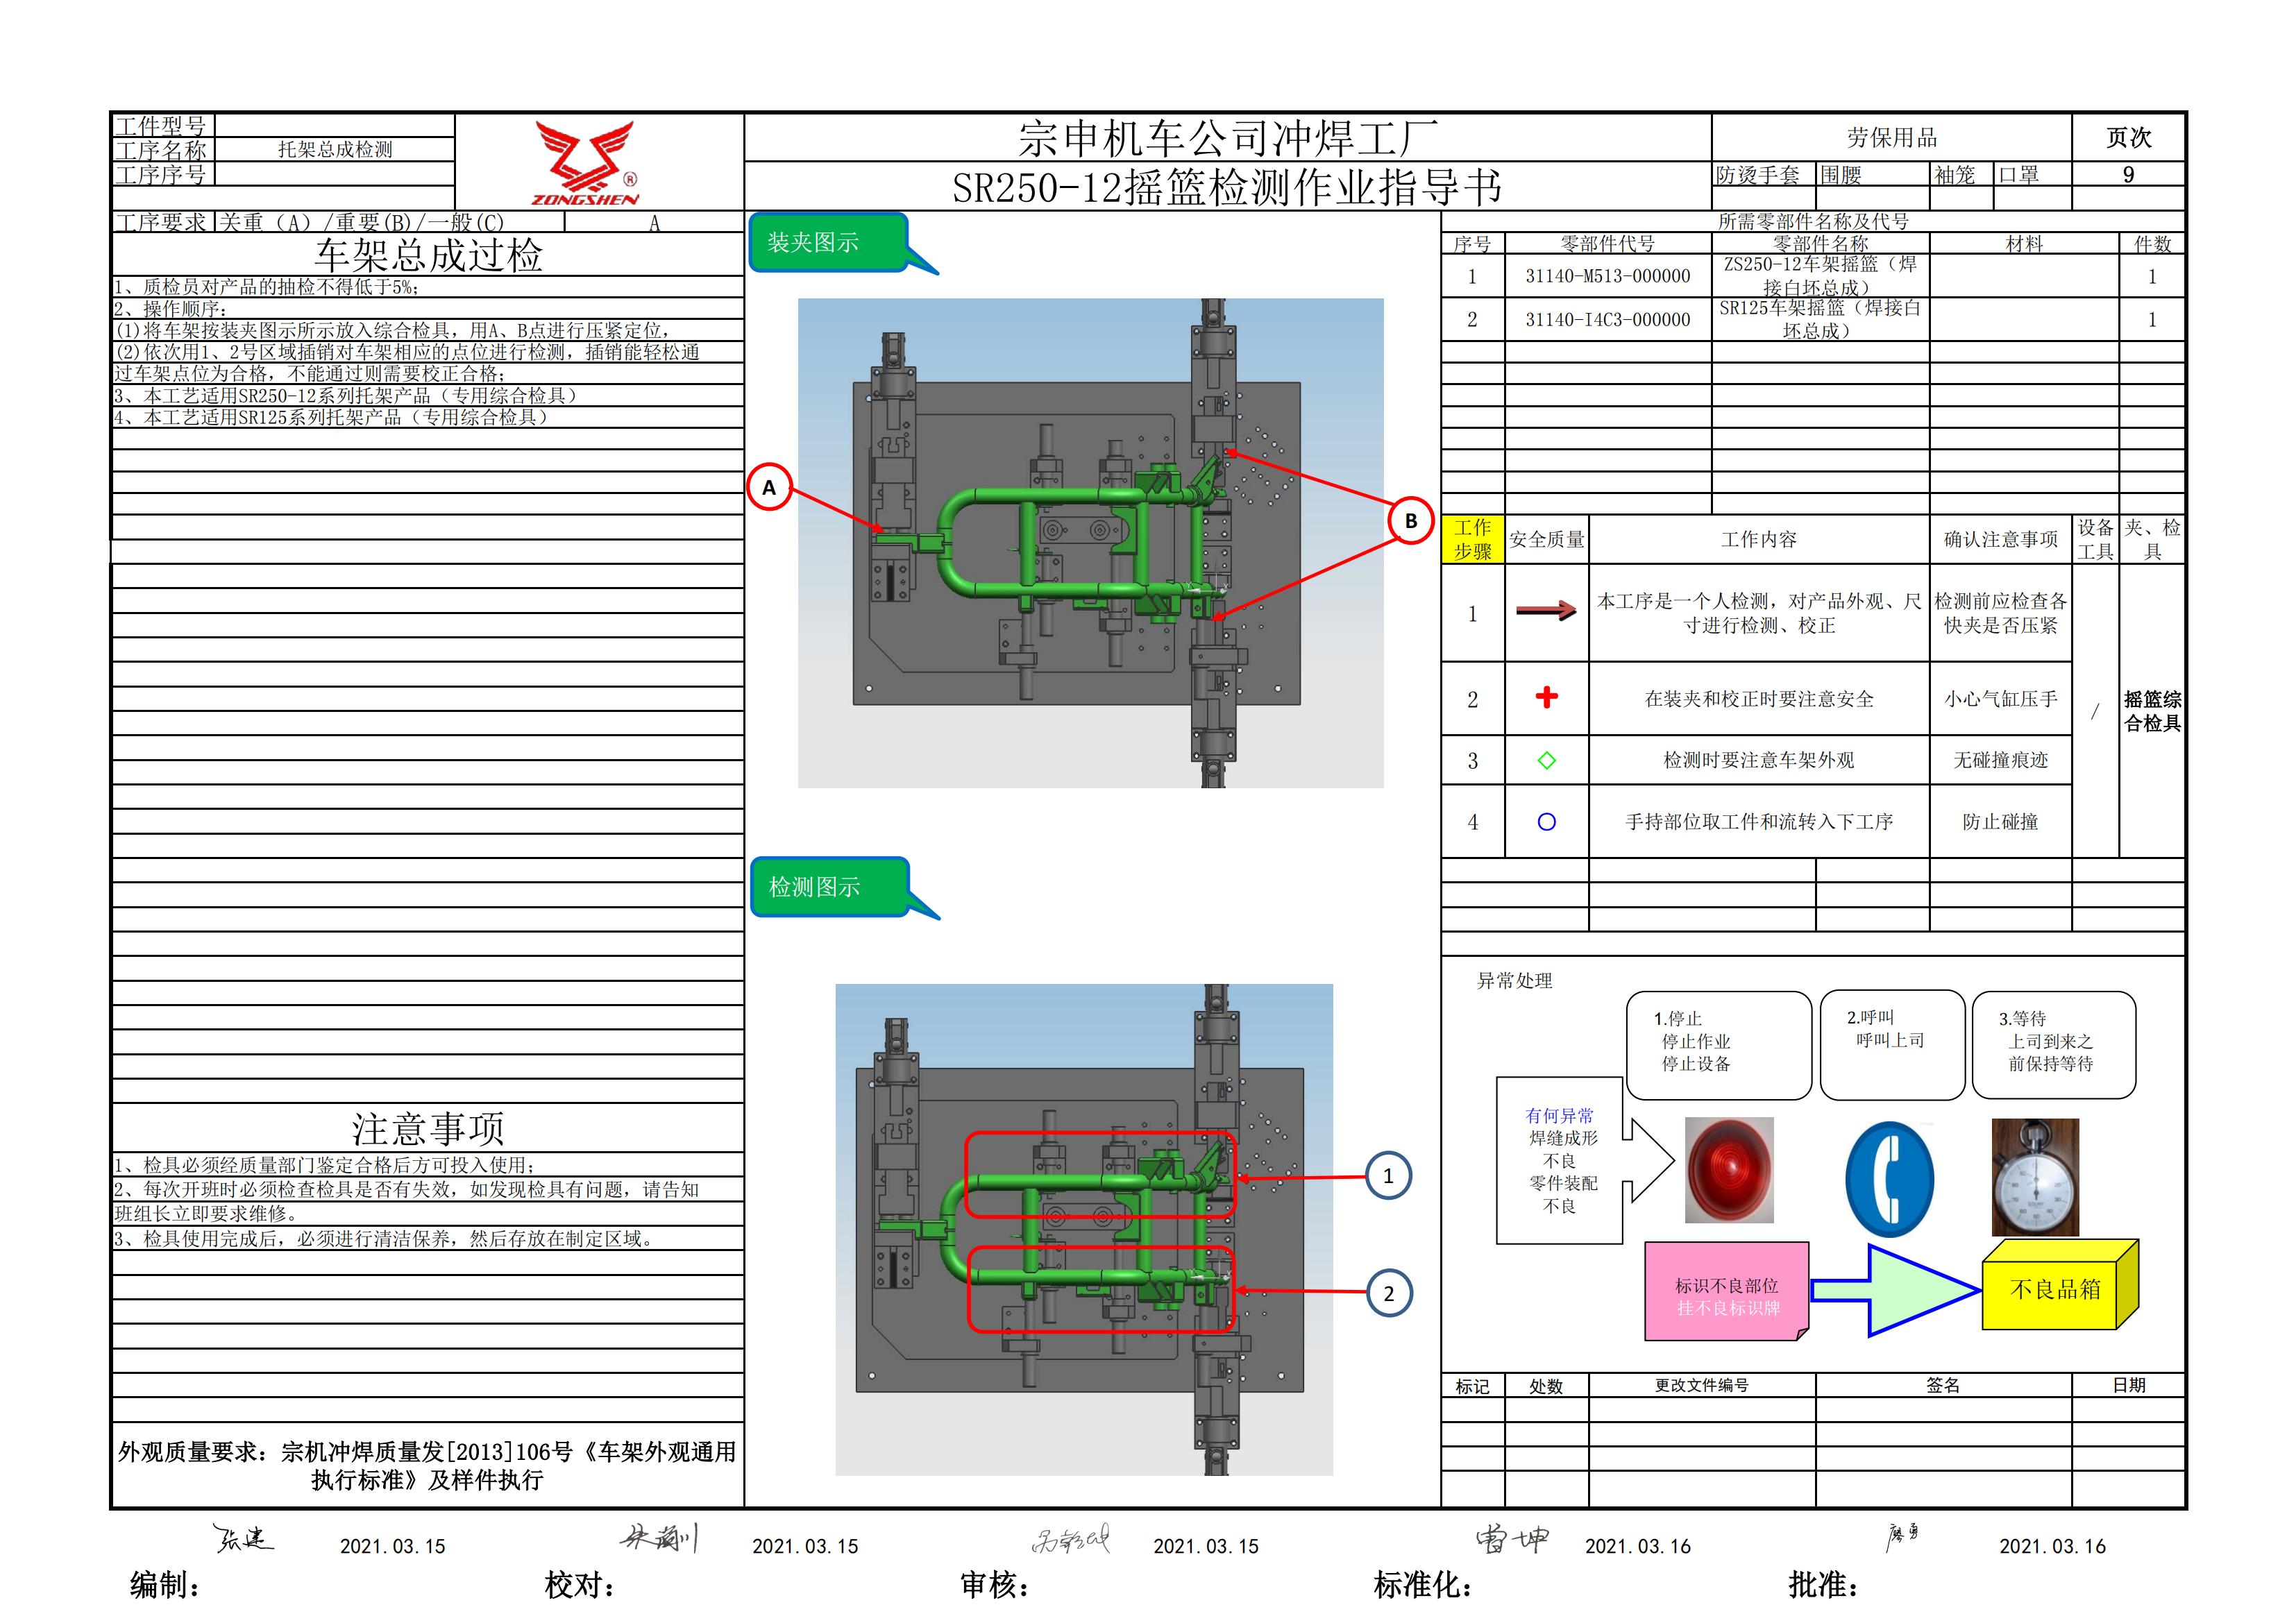 工件型号
工序名称 托架总成检测
工序序号
ZONGSHEN ®
宗申机车公司冲焊工厂
SR250-12摇篮检测作业指导书
劳保用品 页次
防烫手套 围腰 袖笼 口罩 9
工序要求 关重（A）/重要(B)/一般(C) A
车架总成过检
1、质检员对产品的抽检不得低于5%;
2、操作顺序:
(1)将车架按装夹图示所示放入综合检具，用A、B点进行压紧定位,
(2)依次用1、2号区域插销对车架相应的点位进行检测，插销能轻松通
过车架点位为合格，不能通过则需要校正合格;
3、本工艺适用SR250-12系列托架产品（专用综合检具）
4、本工艺适用SR125系列托架产品（专用综合检具）
注意事项
1、检具必须经质量部门鉴定合格后方可投入使用;
2、每次开班时必须检查检具是否有失效，如发现检具有问题，请告知
班组长立即要求维修。
3、检具使用完成后，必须进行清洁保养，然后存放在制定区域。
外观质量要求: 宗机冲焊质量发[2013]106号《车架外观通用
执行标准》及样件执行
装夹图示
A
B
检测图示
1
2
所需零部件名称及代号
序号 零部件代号 零部件名称 材料 件数
1 31140-M513-000000 ZS250-12车架摇篮（焊
接白坯总成） 1
2 31140-I4C3-000000 SR125车架摇篮（焊接白
坯总成） 1
工作
步骤 安全质量 工作内容 确认注意事项 设备
工具 夹、检
具
1 本工序是一个人检测，对产品外观、尺
寸进行检测、校正 检测前应检查各
快夹是否压紧
2 在装夹和校正时要注意安全 小心气缸压手
/ 摇篮综
合检具
3 检测时要注意车架外观 无碰撞痕迹
4 手持部位取工件和流转入下工序 防止碰撞
异常处理
1.停止
停止作业
停止设备
2.呼叫
呼叫上司
3.等待
上司到来之
前保持等待
有何异常
焊缝成形
不良
零件装配
不良
标识不良部位
挂不良标识牌
不良品箱
标记 处数 更改文件编号 签名 日期
张建 2021.03.15 2021.03.15 2021.03.15 雷坤 2021.03.16 廖勇 2021.03.16
编制: 校对: 审核: 标准化: 批准: